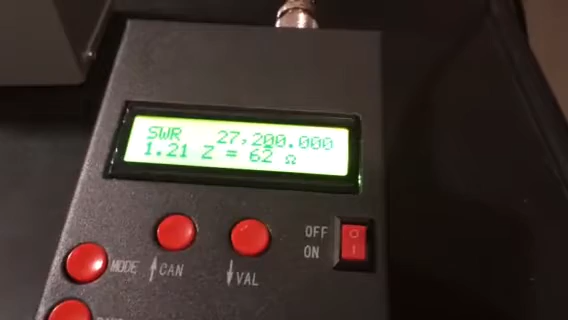 SWR 27,200.000
1.21 Z = 62 Ω
OFF
ON
MODE
↑CAN
↓VAL
O
I